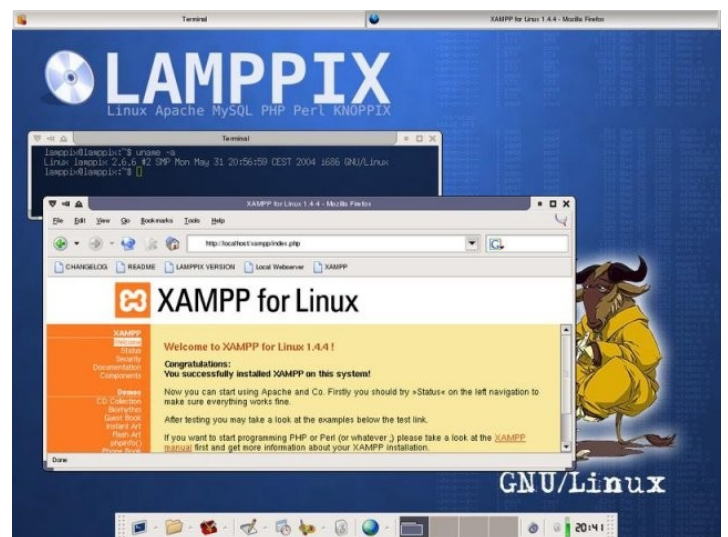 Terminal
XAMPP for Linux 1.4.4 - Mozilla Firefox
LAMPPIX
Linux Apache MySQL PHP Perl KNOPPIX
Terminal
lamppix@lamppix:~$ uname -a
Linux lamppix 2.6.6 #2 SMP Mon May 31 20:56:59 CEST 2004 i686 GNU/Linux
lamppix@lamppix:~$
XAMPP for Linux 1.4.4 - Mozilla Firefox
File Edit View Go Bookmarks Tools Help
http://localhost/xampp/index.php
G.
CHANGELOG README LAMPPIX VERSION Local Webserver XAMPP
XAMPP for Linux
XAMPP
Welcome
Status
Security
Documentation
Components
Demos
CD Collection
Biorhythm
Guest Book
Instant Art
Flash Art
phpinfo()
Phone Book
Welcome to XAMPP for Linux 1.4.4 !
Congratulations:
You successfully installed XAMPP on this system!
Now you can start using Apache and Co. Firstly you should try »Status« on the left navigation to
make sure everything works fine.
After testing you may take a look at the examples below the test link.
If you want to start programming PHP or Perl (or whatever ;) please take a look at the XAMPP
manual first and get more information about your XAMPP installation.
Done
GNU/Linux
20:41